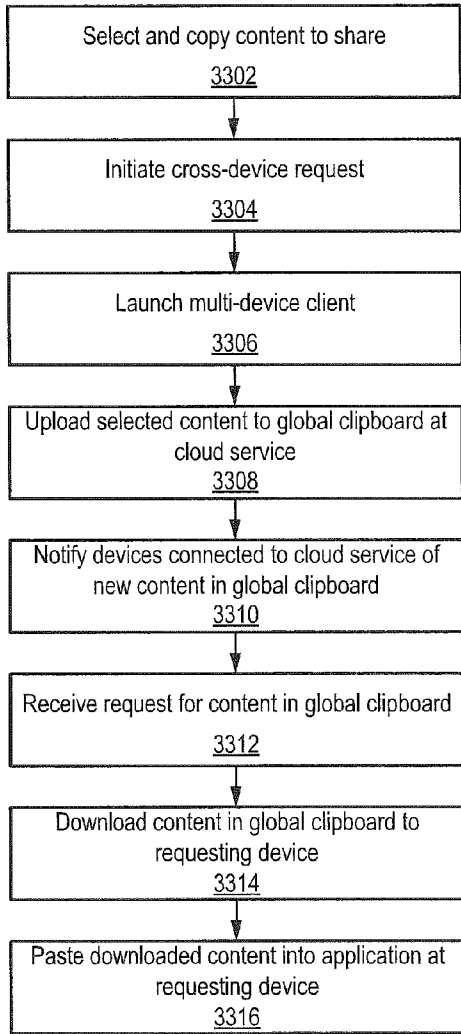 Select and copy content to share
3302
Initiate cross-device request
3304
Launch multi-device client
3306
Upload selected content to global clipboard at
cloud service
3308
Notify devices connected to cloud service of
new content in global clipboard
3310
Receive request for content in global clipboard
3312
Download content in global clipboard to
requesting device
3314
Paste downloaded content into application at
requesting device
3316